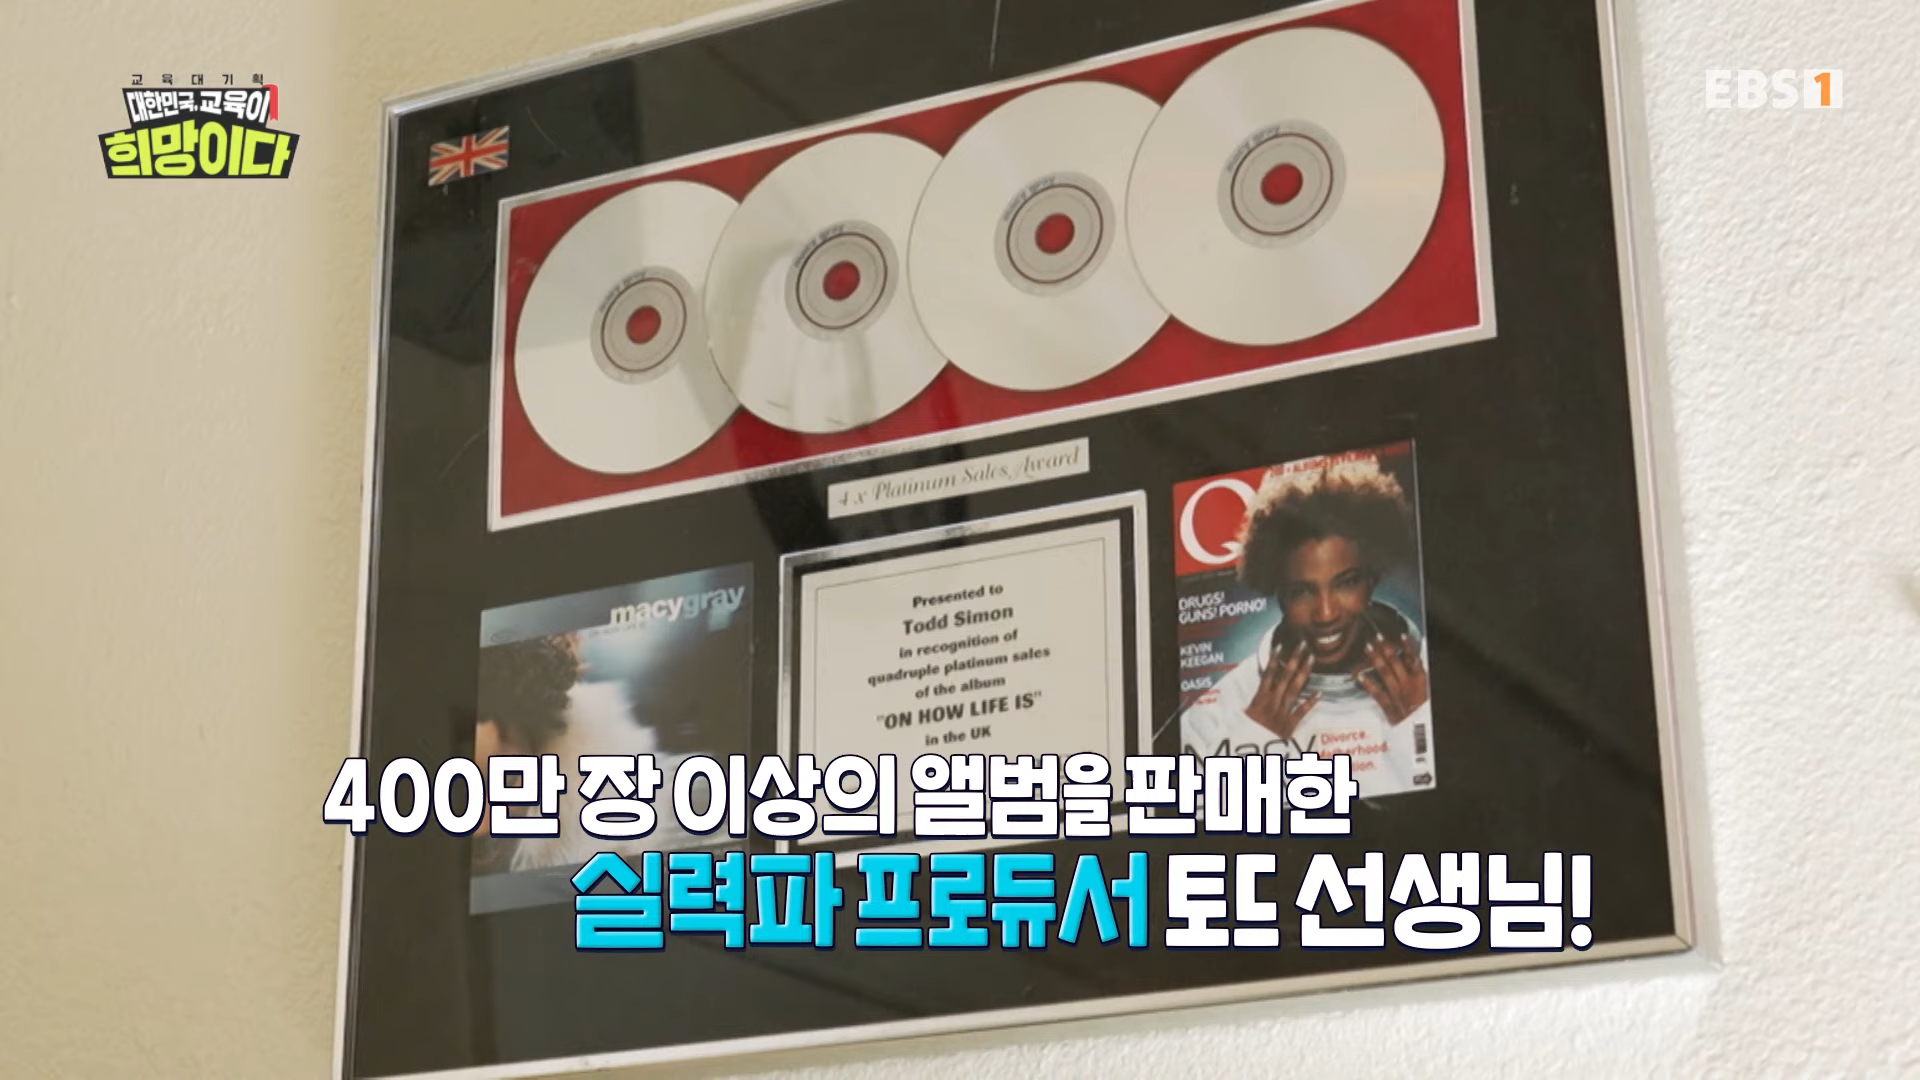 교육대기획
대한민국, 교육이
희망이다
EBS1
4 x Platinum Sales Award
macygray
Presented to
Todd Simon
in recognition of
quadruple platinum sales
of the album
"ON HOW LIFE IS"
in the UK
Q
DRUGS!
GUNS! PORNO!
KEVIN
KEEGAN
OASIS
Macy
Divorce.
Motherhood.
400만 장 이상의 앨범을 판매한
실력파 프로듀서 토드 선생님!